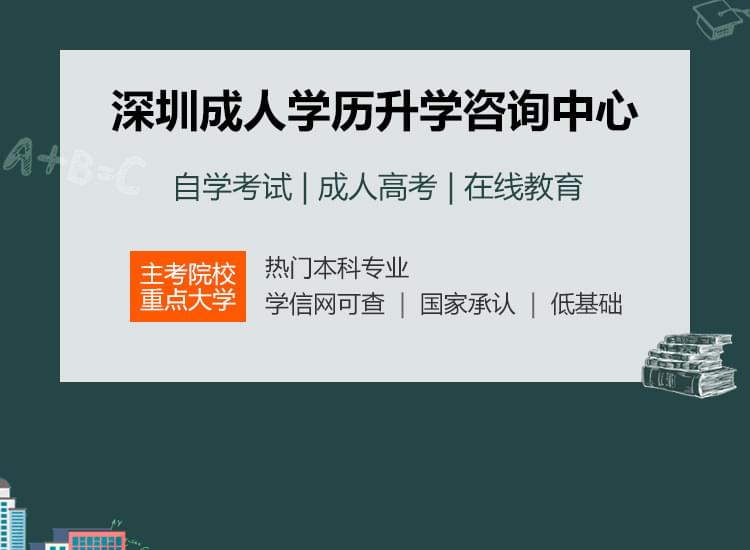 深圳成人学历升学咨询中心
A+B=C
自学考试 | 成人高考 | 在线教育
主考院校
重点大学
热门本科专业
学信网可查 | 国家承认 | 低基础